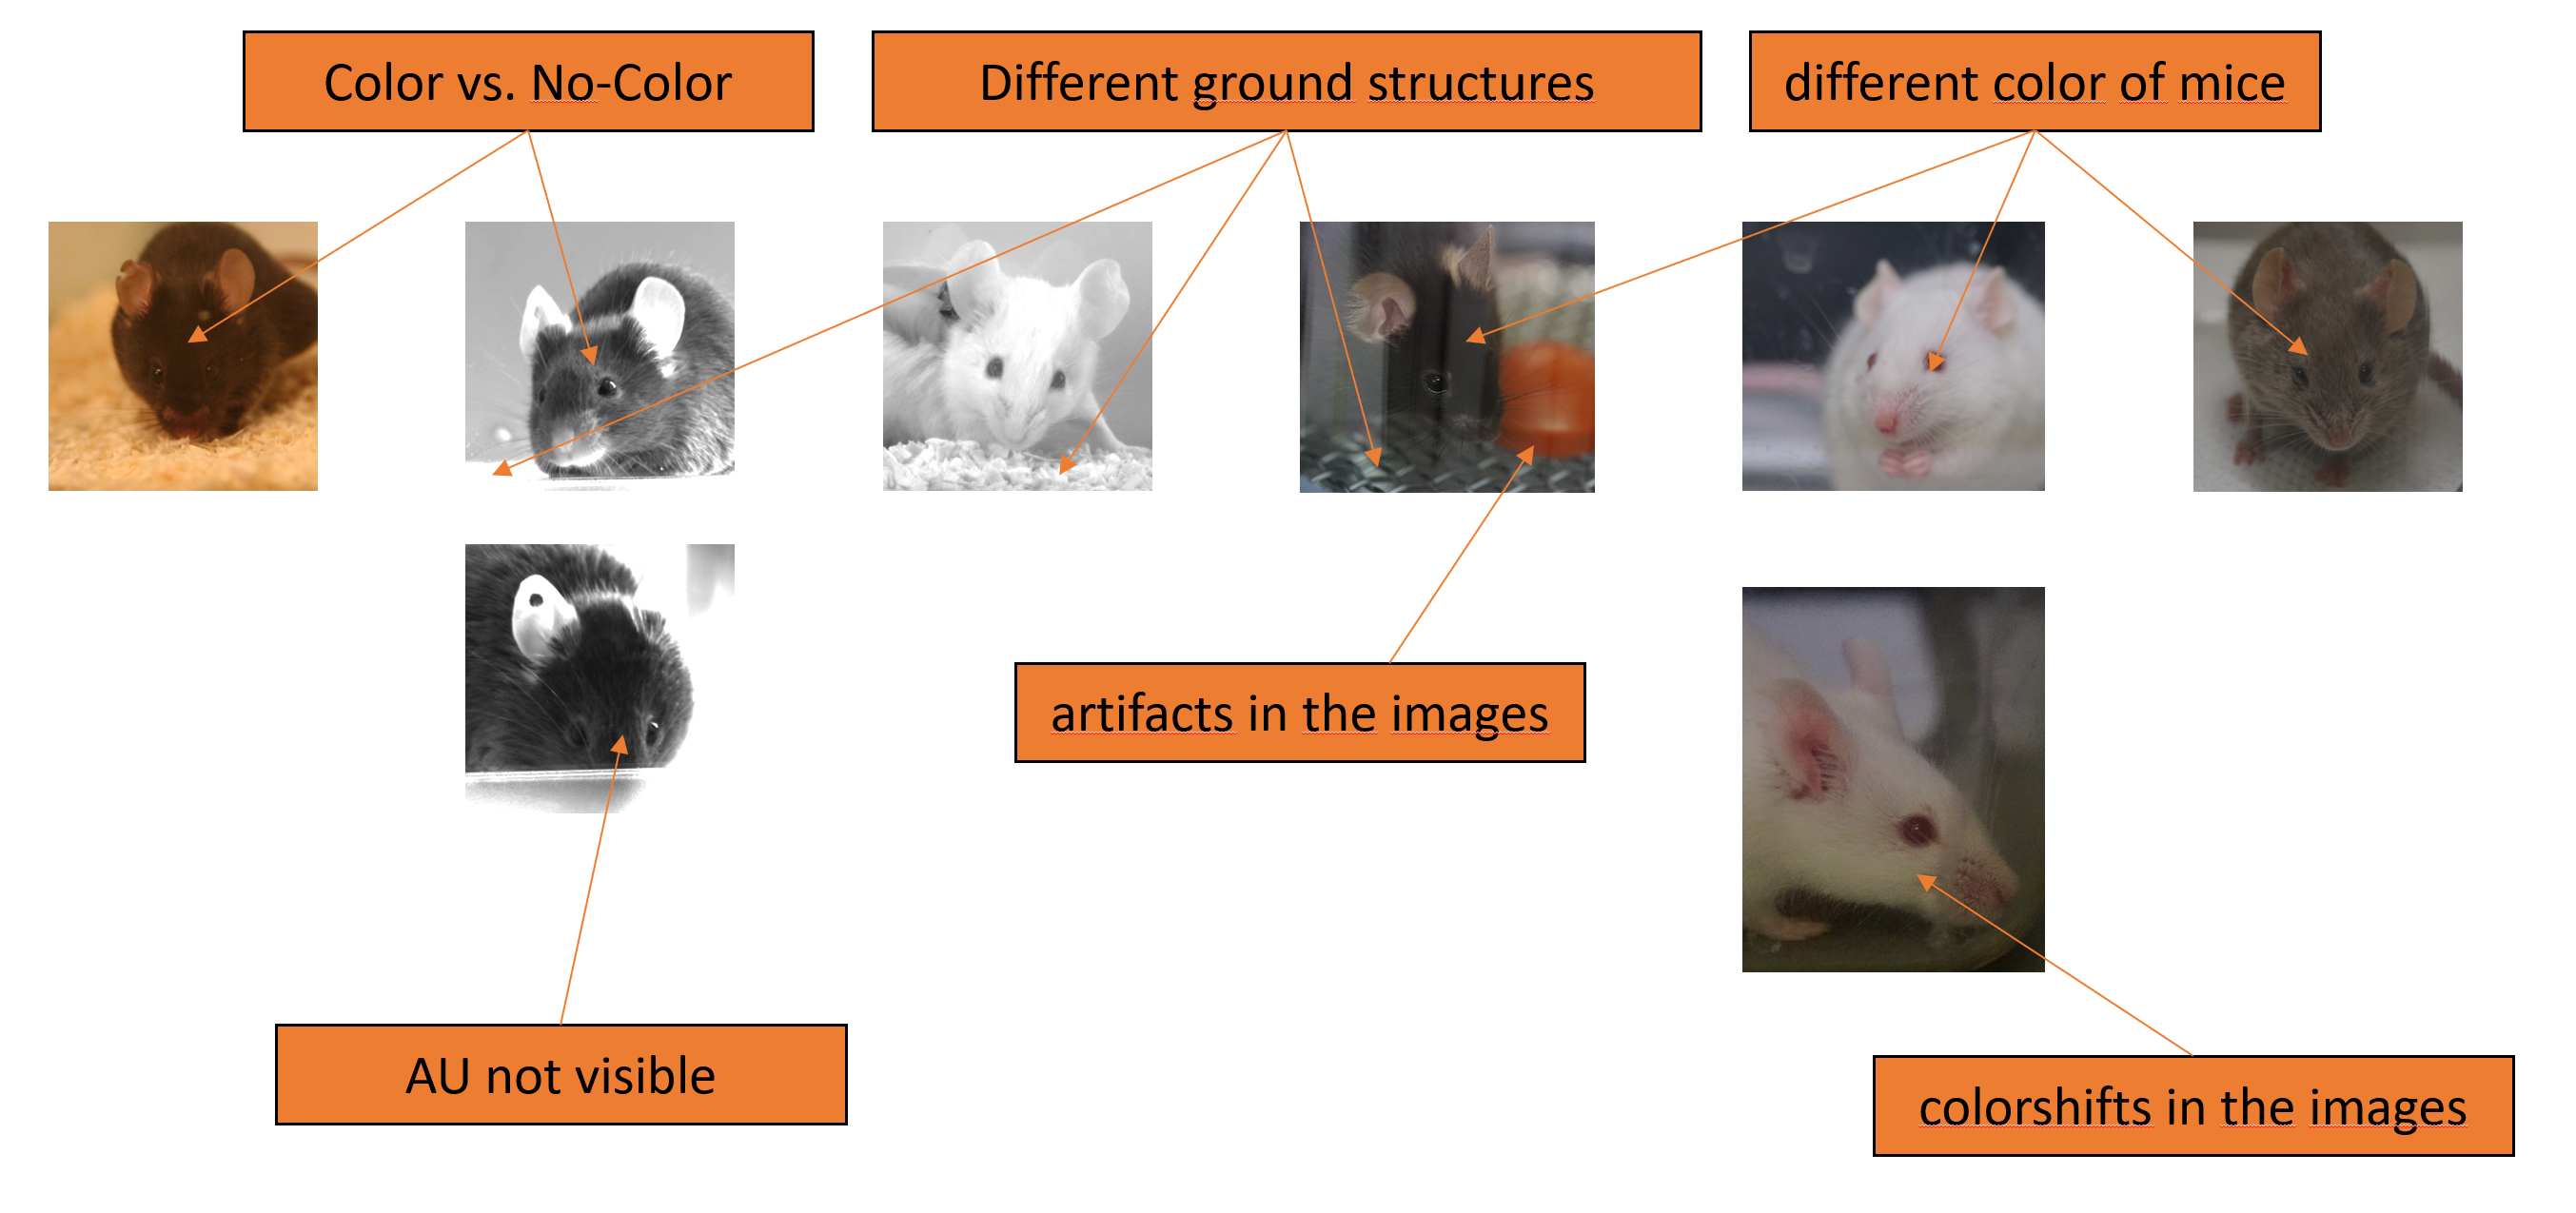 Color vs. No-Color
Different ground structures
different color of mice
artifacts in the images
AU not visible
colorshifts in the images